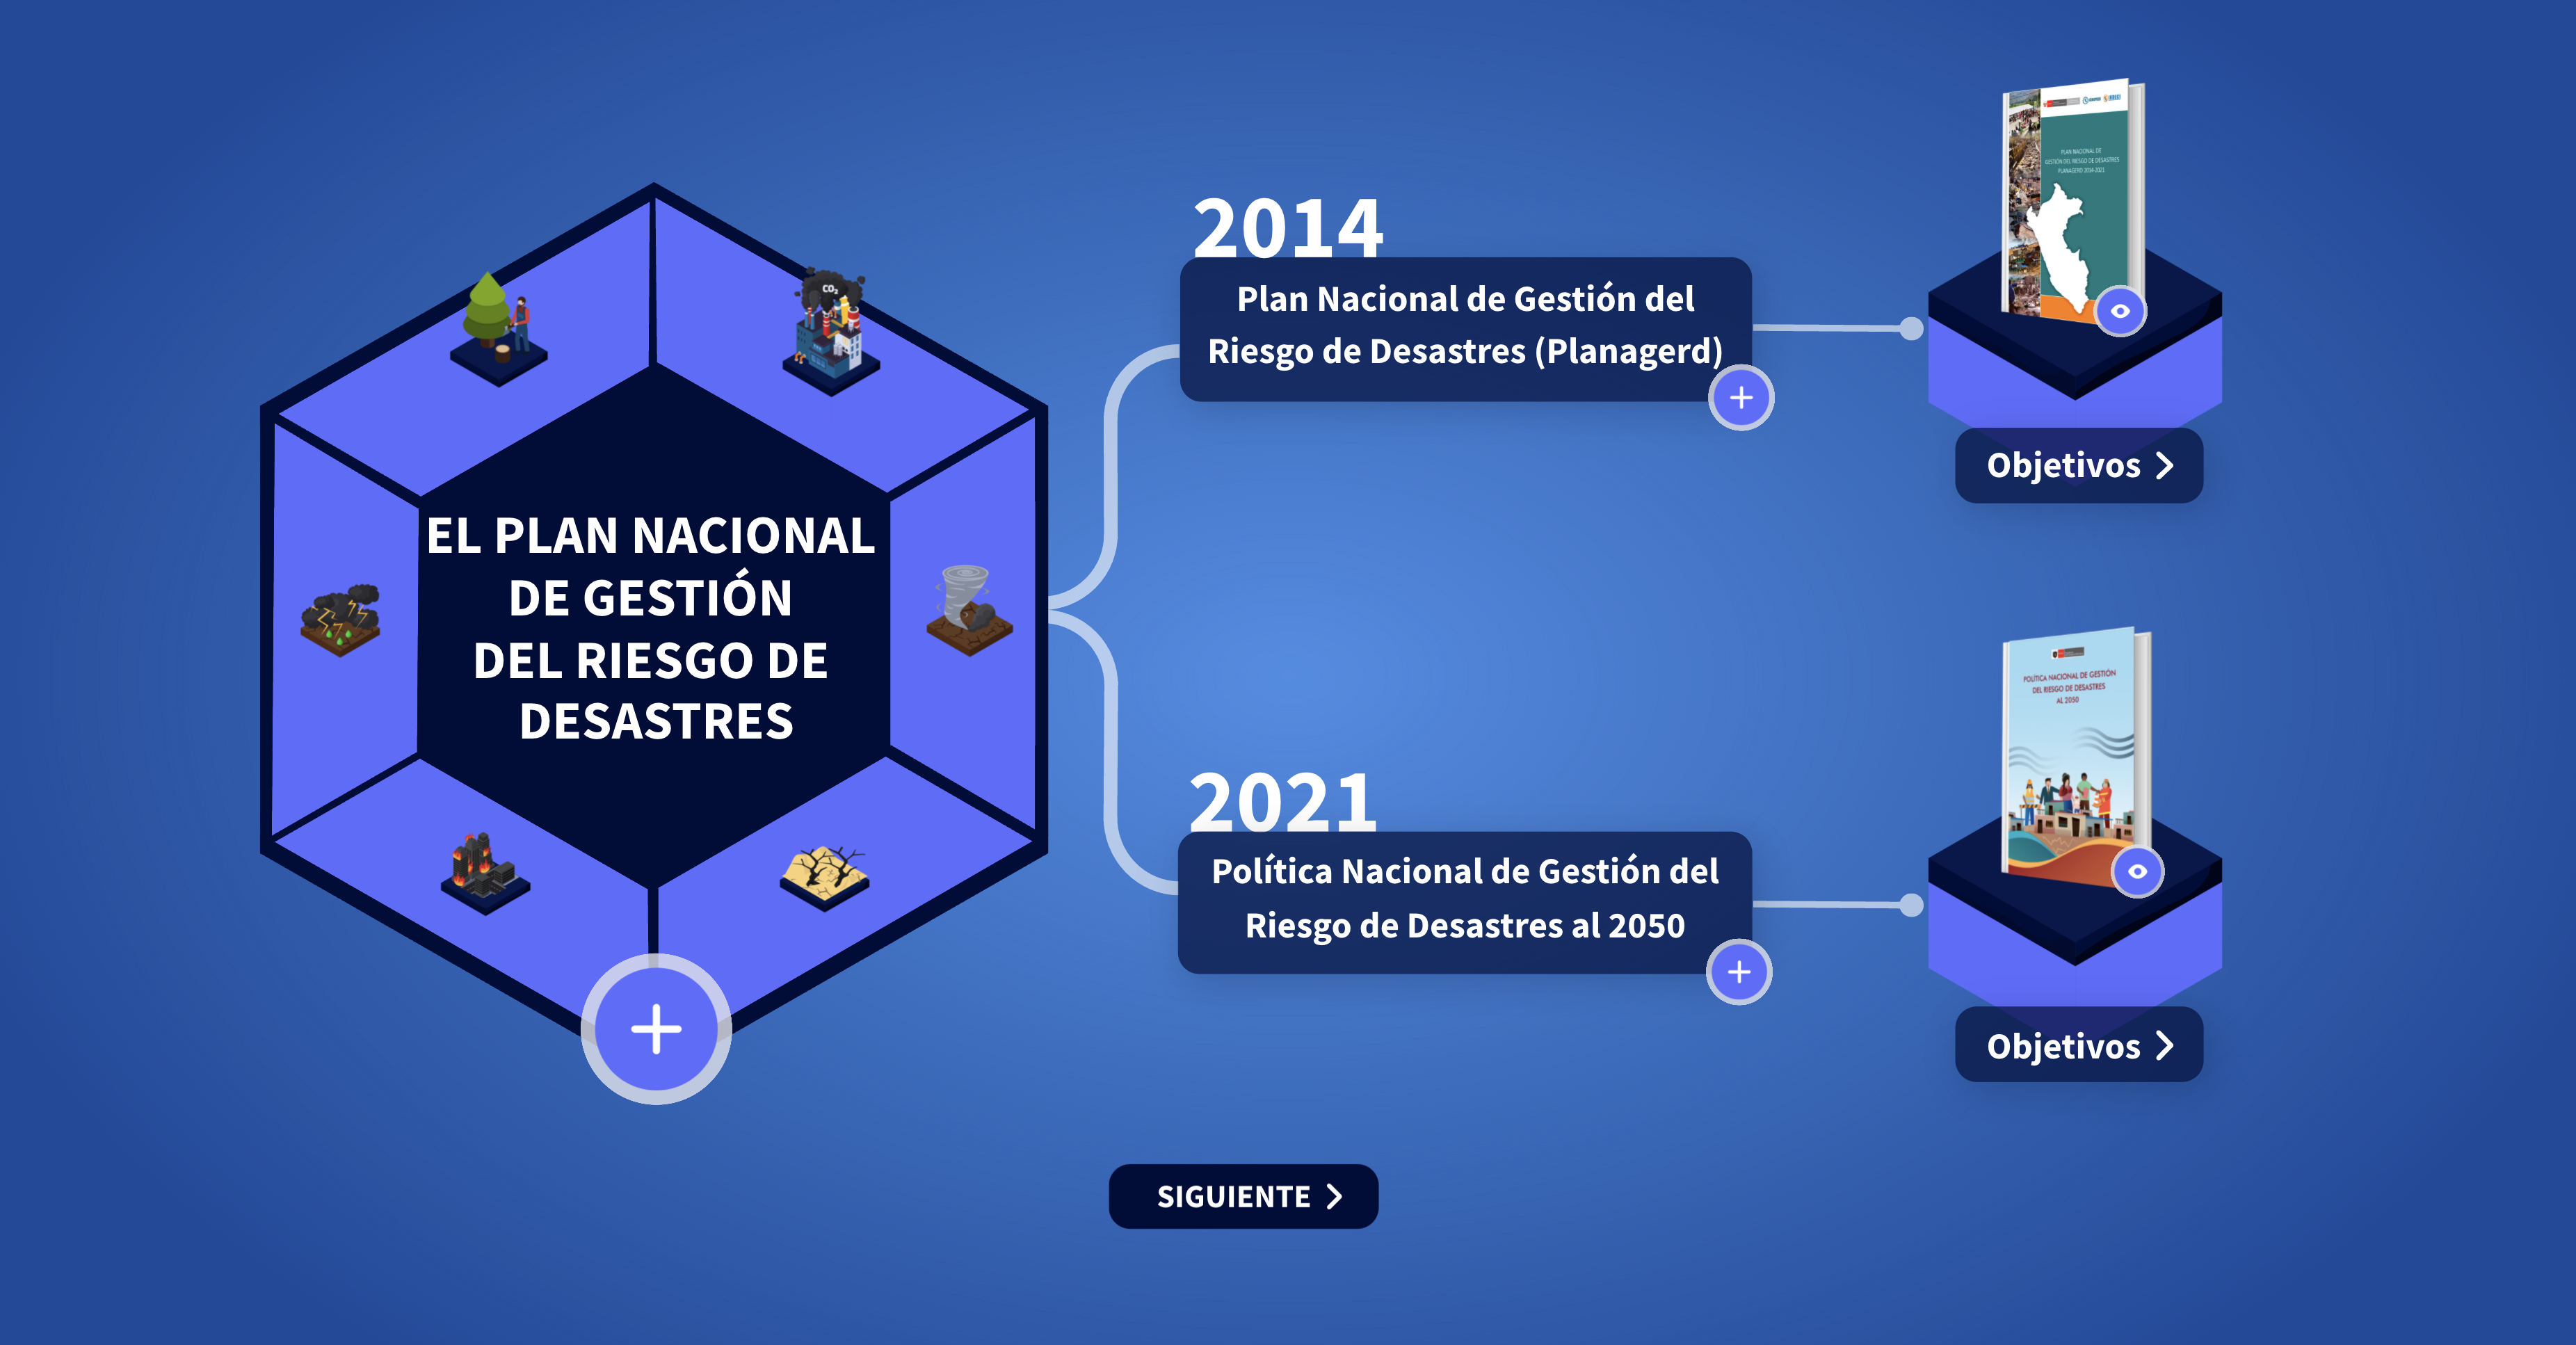 EL PLAN NACIONAL
DE GESTIÓN
DEL RIESGO DE
DESASTRES
CO₂
2014
Plan Nacional de Gestión del
Riesgo de Desastres (Planagerd)
PLAN NACIONAL DE
GESTIÓN DEL RIESGO DE DESASTRES
PLANAGERD 2014-2021
Objetivos
2021
Política Nacional de Gestión del
Riesgo de Desastres al 2050
POLÍTICA NACIONAL DE GESTIÓN
DEL RIESGO DE DESASTRES
AL 2050
Objetivos
SIGUIENTE